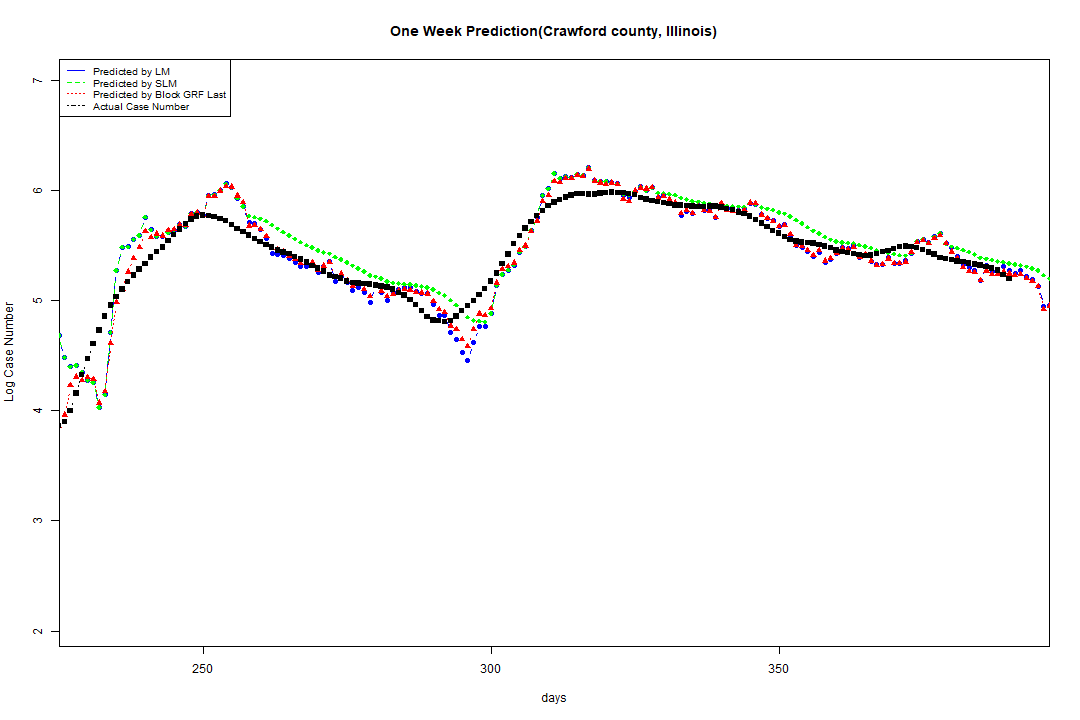 One Week Prediction(Crawford county, Illinois)
Predicted by LM
Predicted by SLM
Predicted by Block GRF Last
Actual Case Number
7
6
5
4
3
2
Log Case Number
250 300 350
days